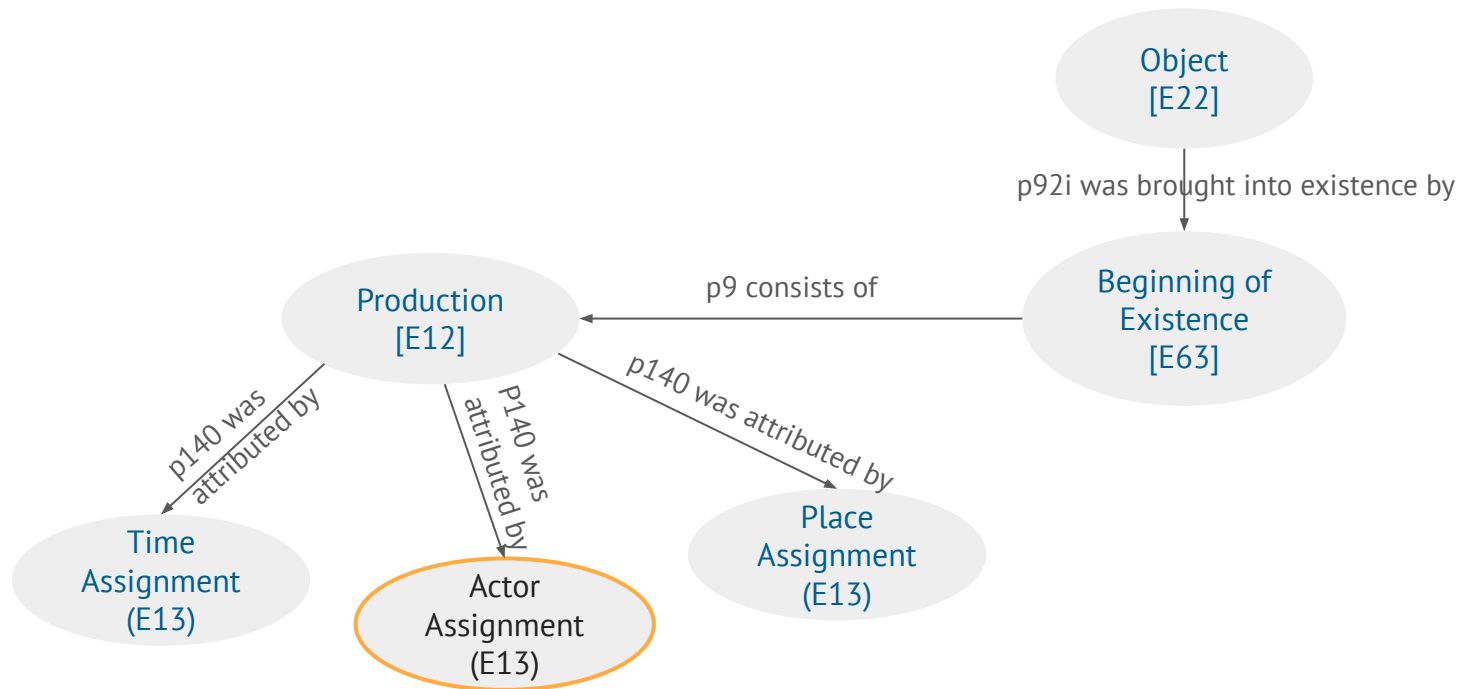 Object
[E22]
p92i was brought into existence by
Beginning of
Existence
[E63]
p9 consists of
Production
[E12]
p140 was
attributed by
P140 was
attributed by
p140 was attributed by
Time
Assignment
(E13)
Actor
Assignment
(E13)
Place
Assignment
(E13)